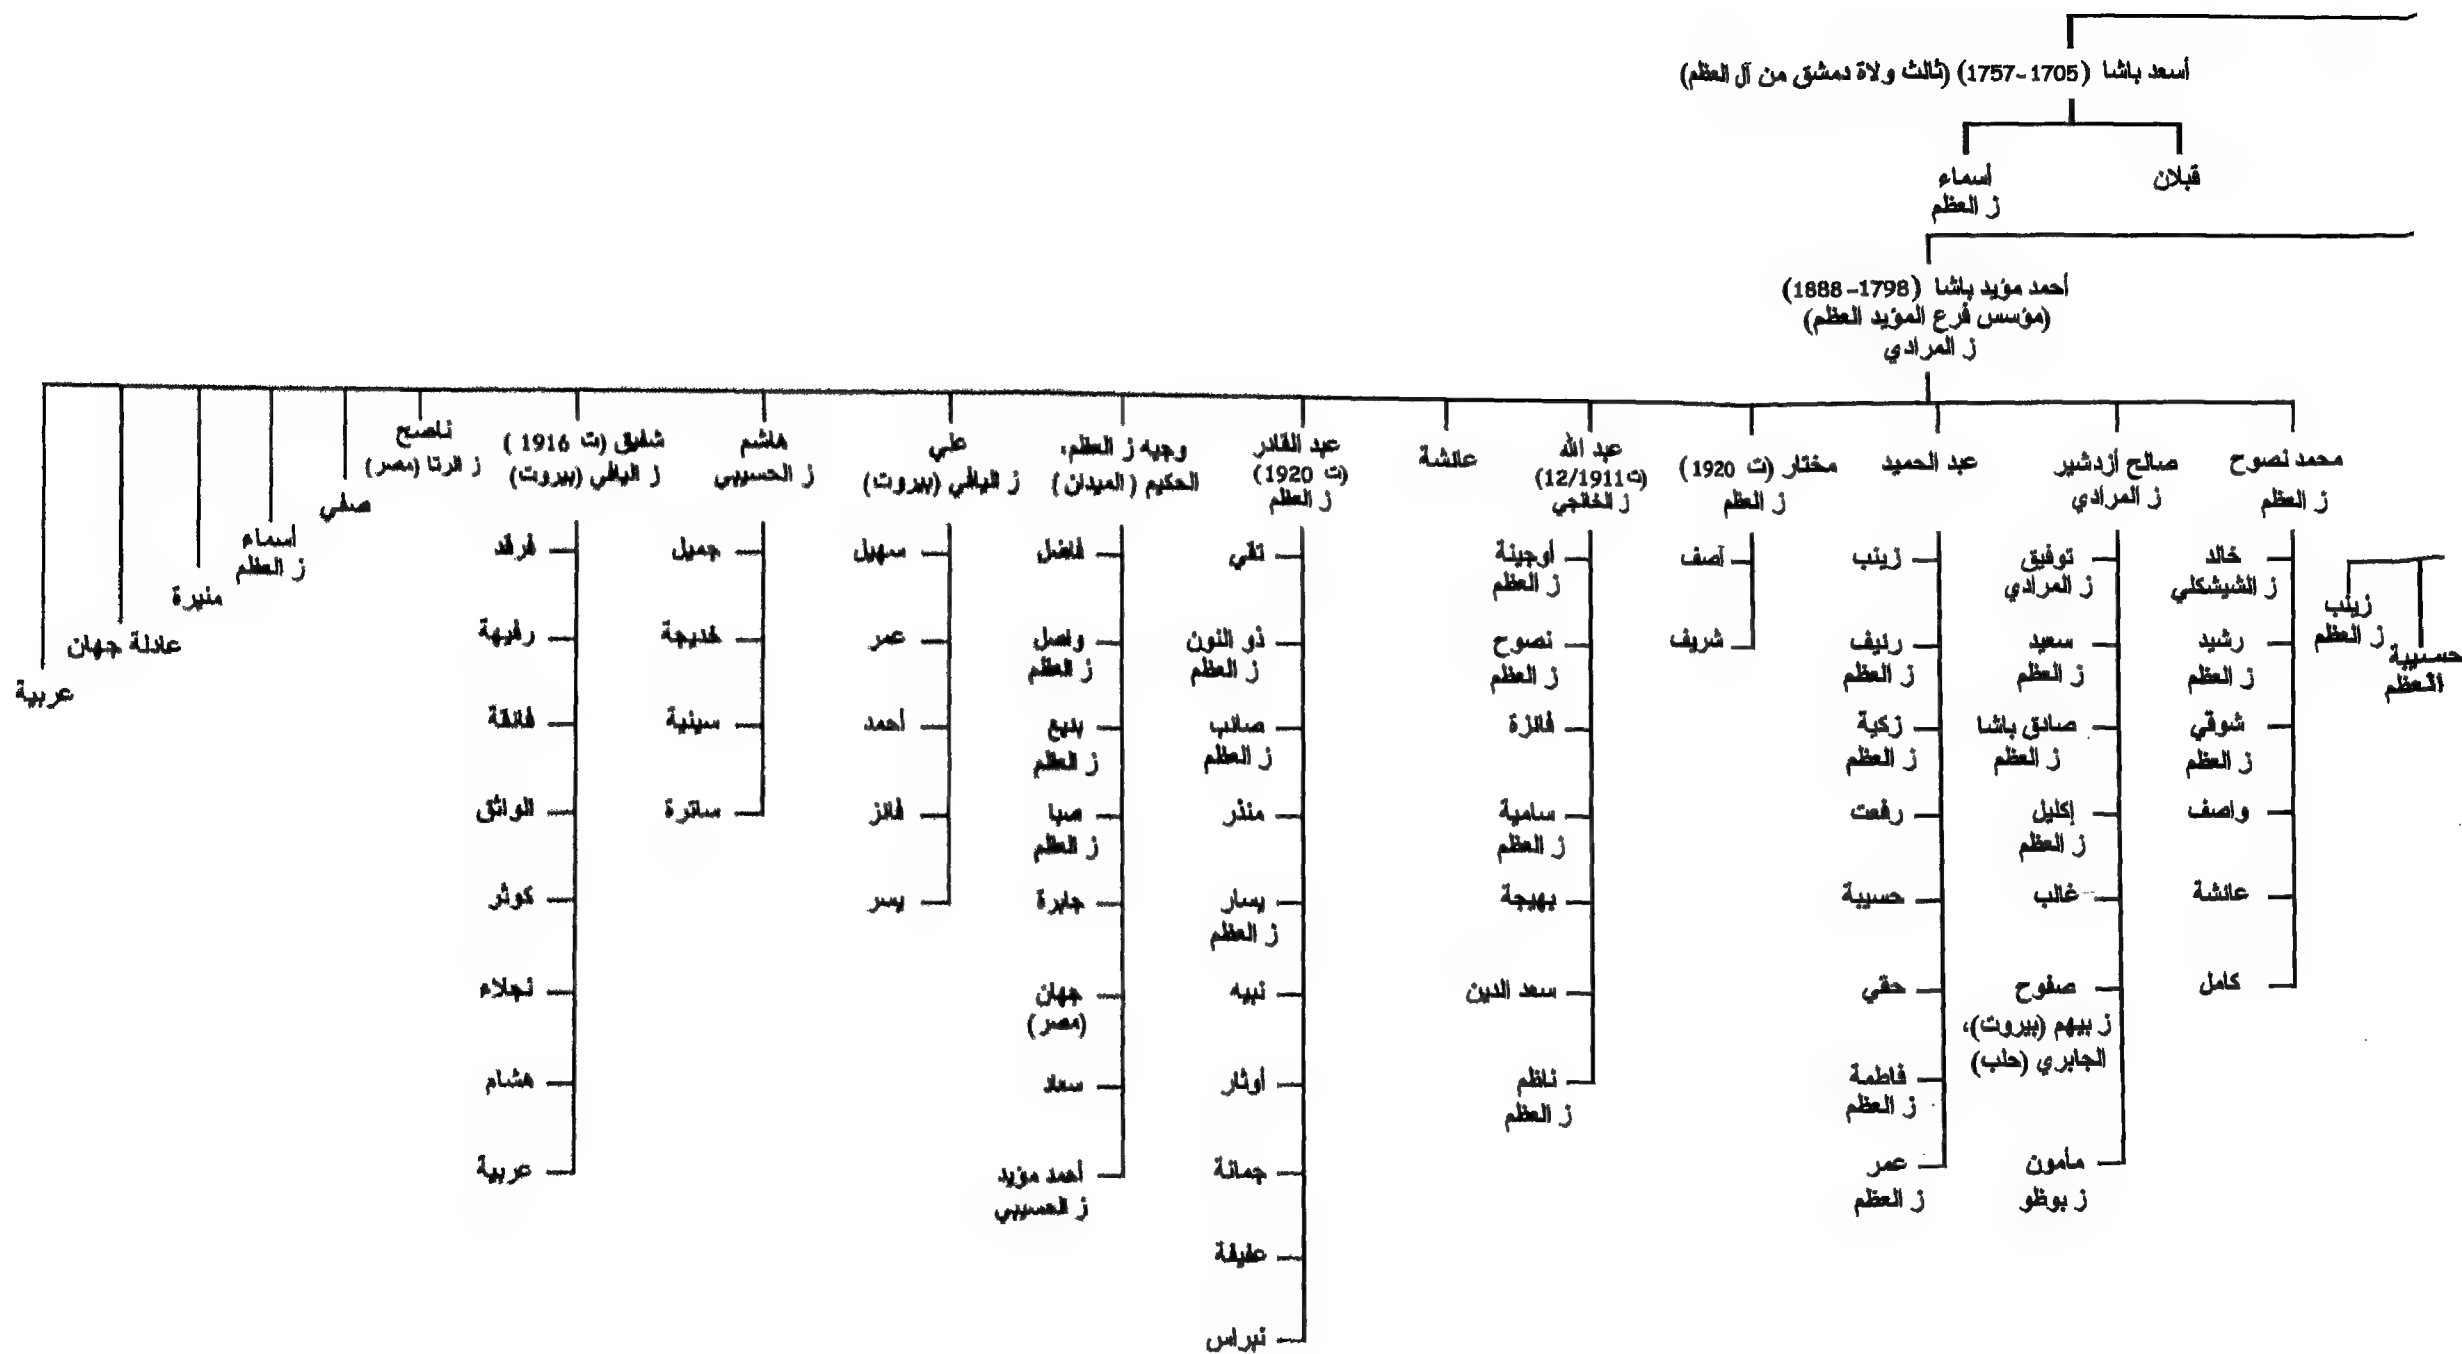 أسعد باشا (1705-1757) (ثالث ولاة دمشق من آل العظم)
قبلان
أسماء
ز العظم
أحمد مؤيد باشا (1798-1888)
(مؤسس فرع المؤيد العظم)
ز المرادي
زينب
ز العظم
حسيبة
العظم
محمد نصوح
ز العظم
خالد
ز الشيشكلي
رشيد
ز العظم
شوقي
ز العظم
واصف
عائشة
كامل
صالح أزدشير
ز المرادي
توفيق
ز المرادي
سعيد
ز العظم
صادق باشا
ز العظم
إكليل
ز العظم
غالب
صفوح
ز بيهم (بيروت)،
الجابري (حلب)
مأمون
ز بوظو
عبد الحميد
زينب
رئيف
ز العظم
زكية
ز العظم
رفعت
حسيبة
حقي
فاطمة
ز العظم
عمر
ز العظم
مختار (ت 1920)
ز العظم
آصف
شريف
عبد الله
(ت 12/1911)
ز الخانجي
أوجينة
ز العظم
نصوح
ز العظم
فائزة
سامية
ز العظم
بهيجة
سعد الدين
ناظم
ز العظم
عائشة
عبد القادر
(ت 1920)
ز العظم
تقي
ذو النون
ز العظم
صائب
ز العظم
منذر
يسار
ز العظم
نبيه
أوثار
جمانة
عفيفة
نبراس
وجيه ز العظم،
الحكيم (الميدان)
فاضل
واصل
ز العظم
بديع
ز العظم
صبا
ز العظم
جابرة
جهان
(مصر)
سعاد
أحمد مؤيد
ز الحسيبي
علي
ز اليافي (بيروت)
سهيل
عمر
أحمد
فائز
يسر
هاشم
ز الحسيبي
جميل
خديجة
سينية
ساترة
شفيق (ت 1916)
ز اليافي (بيروت)
فرقد
رفيهة
فائقة
الواثق
كوثر
نجلاء
هشام
عربية
ناصح
ز الرتا (مصر)
صفي
أسماء
ز العظم
منيرة
عادلة جهان
عربية